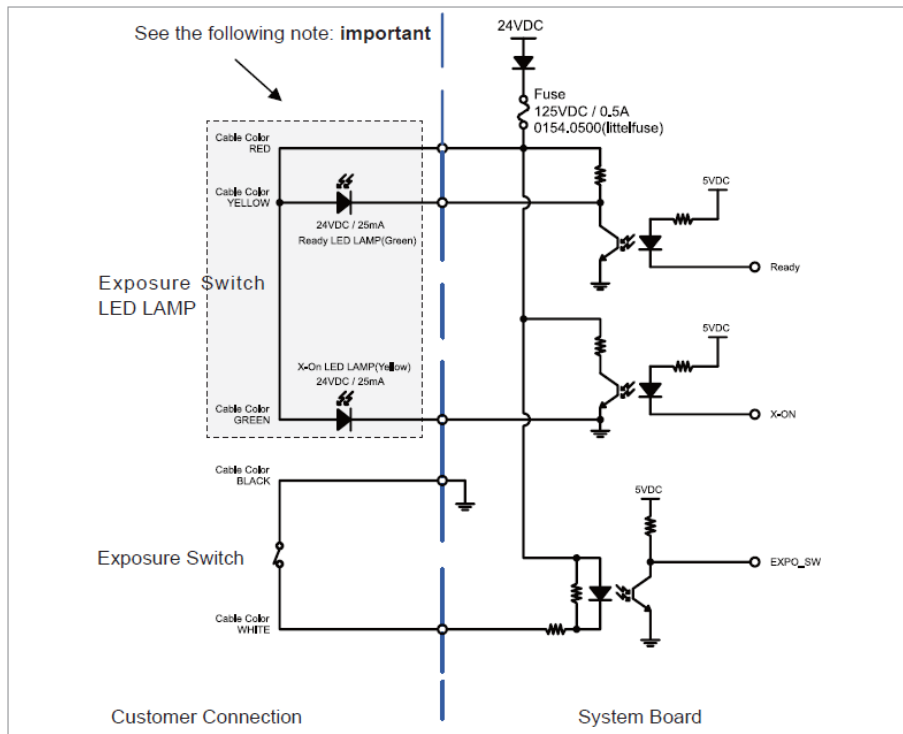 See the following note: important
24VDC
Fuse
125VDC / 0.5A
0154.0500(littelfuse)
Cable Color
RED
Cable Color
YELLOW
24VDC / 25mA
Ready LED LAMP(Green)
5VDC
Ready
Exposure Switch
LED LAMP
X-On LED LAMP(Yellow)
24VDC / 25mA
5VDC
Cable Color
GREEN
X-ON
Cable Color
BLACK
5VDC
Exposure Switch
EXPO_SW
Cable Color
WHITE
Customer Connection
System Board